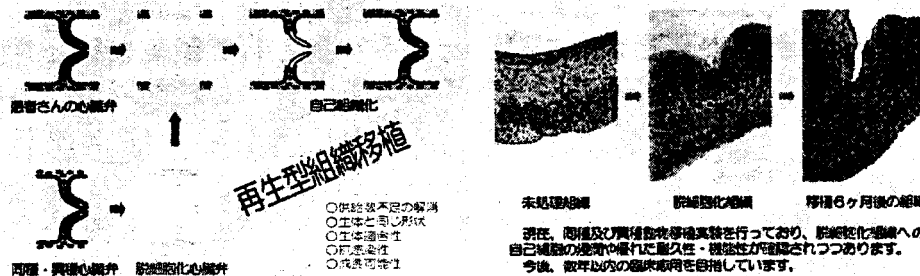 患者さんの心臓弁
自己組織化
再生型組織移植
同種・異種心臓弁
脱細胞化心臓弁
○供給数不足の解消
○生体と同じ形状
○生体適合性
○抗感染性
○成長可能性
未処理組織
脱細胞化組織
移植6ヶ月後の組織
現在、同種及び異種動物移植実験を行っており、脱細胞化組織への
自己細胞の浸潤や優れた耐久性・機能性が確認されつつあります。
今後、数年以内の臨床応用を目指しています。